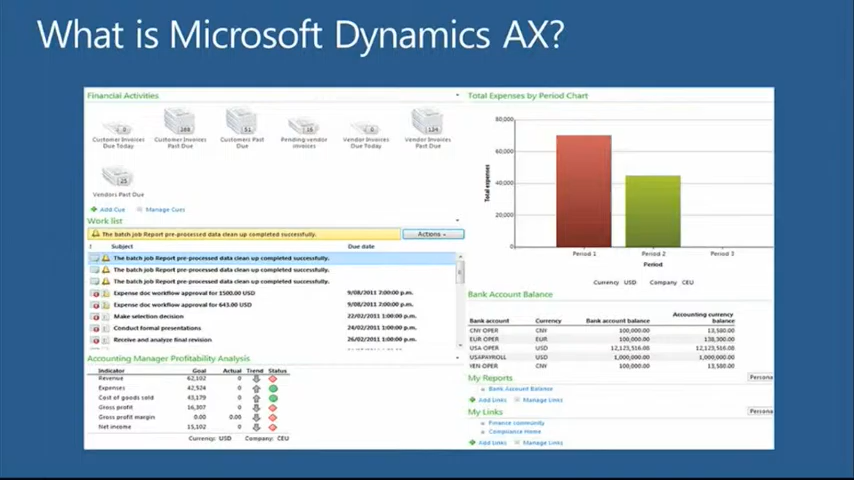 What is Microsoft Dynamics AX?
Financial Activities
Customer Invoices Due Today
Customer Invoices Past Due
Customers Past Due
Pending vendor invoices
Vendor Invoices Due Today
Vendor Invoices Past Due
Vendors Past Due
Add Cue Manage Cues
Work list
The batch job Report pre-processed data clean up completed successfully.
Actions
! Subject Due date
The batch job Report pre-processed data clean up completed successfully.
The batch job Report pre-processed data clean up completed successfully.
The batch job Report pre-processed data clean up completed successfully.
Expense doc workflow approval for 1500.00 USD 9/08/2011 7:00:00 p.m.
Expense doc workflow approval for 643.00 USD 9/08/2011 2:00:00 p.m.
Make selection decision 22/02/2011 1:00:00 p.m.
Conduct formal presentations 25/02/2011 1:00:00 p.m.
Receive and analyze final revision 26/02/2011 1:00:00 p.m.
Accounting Manager Profitability Analysis
Indicator Goal Actual Trend Status
Revenue 62,102 0
Expenses 42,524 0
Cost of goods sold 43,179 0
Gross profit 16,307 0
Gross profit margin 0.00 0.00
Net income 15,102 0
Currency: USD Company: CEU
Total Expenses by Period Chart
Total expenses
80,000
60,000
40,000
20,000
0
Period 1 Period 2 Period 3
Period
Currency USD Company CEU
Bank Account Balance
Bank account Currency Bank account balance Accounting currency balance
CNY OPER CNY 100,000.00 13,580.00
EUR OPER EUR 100,000.00 138,300.00
USA OPER USD 12,123,516.00 12,123,516.00
USAPAYROLL USD 1,000,000.00 1,000,000.00
YEN OPER YEN 100,000.00 13,580.00
My Reports Persona
Bank Account Balance
Add Links Manage Links
My Links Persona
Finance community
Compliance Home
Add Links Manage Links